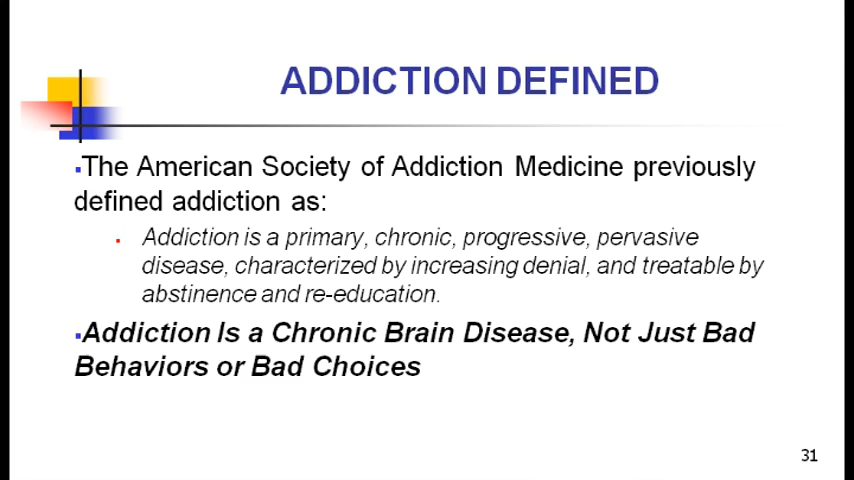 ADDICTION DEFINED
▪The American Society of Addiction Medicine previously
defined addiction as:
▪ Addiction is a primary, chronic, progressive, pervasive
disease, characterized by increasing denial, and treatable by
abstinence and re-education.
▪Addiction Is a Chronic Brain Disease, Not Just Bad
Behaviors or Bad Choices
31